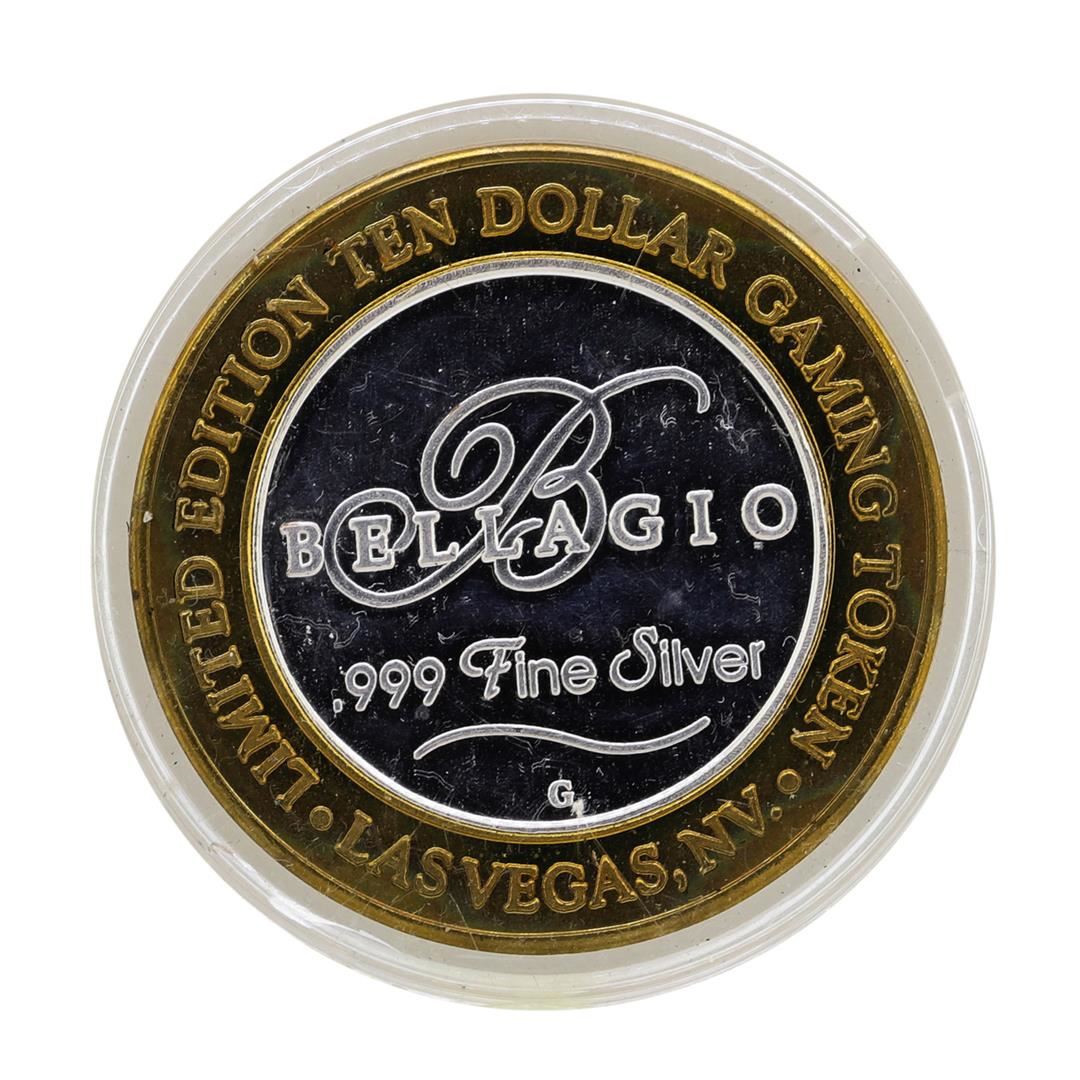 LIMITED EDITION TEN DOLLAR GAMING TOKEN
B
BELLAGIO
.999 Fine Silver
G
• LAS VEGAS, NV. •